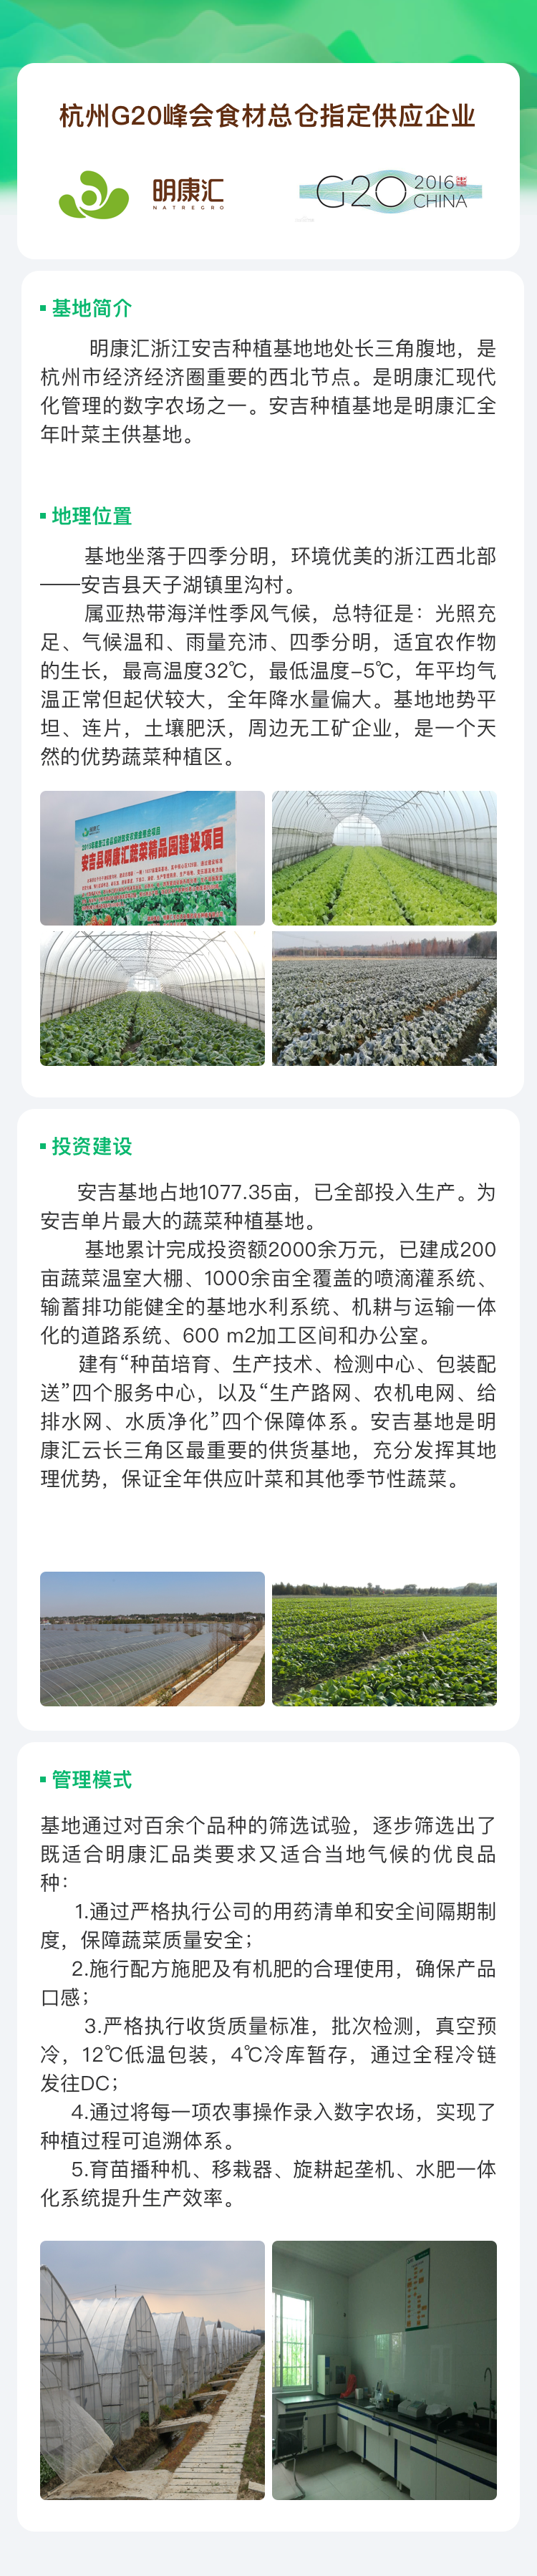 杭州G20峰会食材总仓指定供应企业
明康汇
NATREGRO
G20 2016 CHINA
基地简介
明康汇浙江安吉种植基地地处长三角腹地，是
杭州市经济经济圈重要的西北节点。是明康汇现代
化管理的数字农场之一。安吉种植基地是明康汇全
年叶菜主供基地。
地理位置
基地坐落于四季分明，环境优美的浙江西北部
——安吉县天子湖镇里沟村。
属亚热带海洋性季风气候，总特征是：光照充
足、气候温和、雨量充沛、四季分明，适宜农作物
的生长，最高温度32℃，最低温度-5℃，年平均气
温正常但起伏较大，全年降水量偏大。基地地势平
坦、连片，土壤肥沃，周边无工矿企业，是一个天
然的优势蔬菜种植区。
安吉县明康汇蔬菜精品园建设项目
投资建设
安吉基地占地1077.35亩，已全部投入生产。为
安吉单片最大的蔬菜种植基地。
基地累计完成投资额2000余万元，已建成200
亩蔬菜温室大棚、1000余亩全覆盖的喷滴灌系统、
输蓄排功能健全的基地水利系统、机耕与运输一体
化的道路系统、600 m2加工区间和办公室。
建有“种苗培育、生产技术、检测中心、包装配
送”四个服务中心，以及“生产路网、农机电网、给
排水网、水质净化”四个保障体系。安吉基地是明
康汇云长三角区最重要的供货基地，充分发挥其地
理优势，保证全年供应叶菜和其他季节性蔬菜。
管理模式
基地通过对百余个品种的筛选试验，逐步筛选出了
既适合明康汇品类要求又适合当地气候的优良品
种：
1.通过严格执行公司的用药清单和安全间隔期制
度，保障蔬菜质量安全；
2.施行配方施肥及有机肥的合理使用，确保产品
口感；
3.严格执行收货质量标准，批次检测，真空预
冷，12℃低温包装，4℃冷库暂存，通过全程冷链
发往DC；
4.通过将每一项农事操作录入数字农场，实现了
种植过程可追溯体系。
5.育苗播种机、移栽器、旋耕起垄机、水肥一体
化系统提升生产效率。